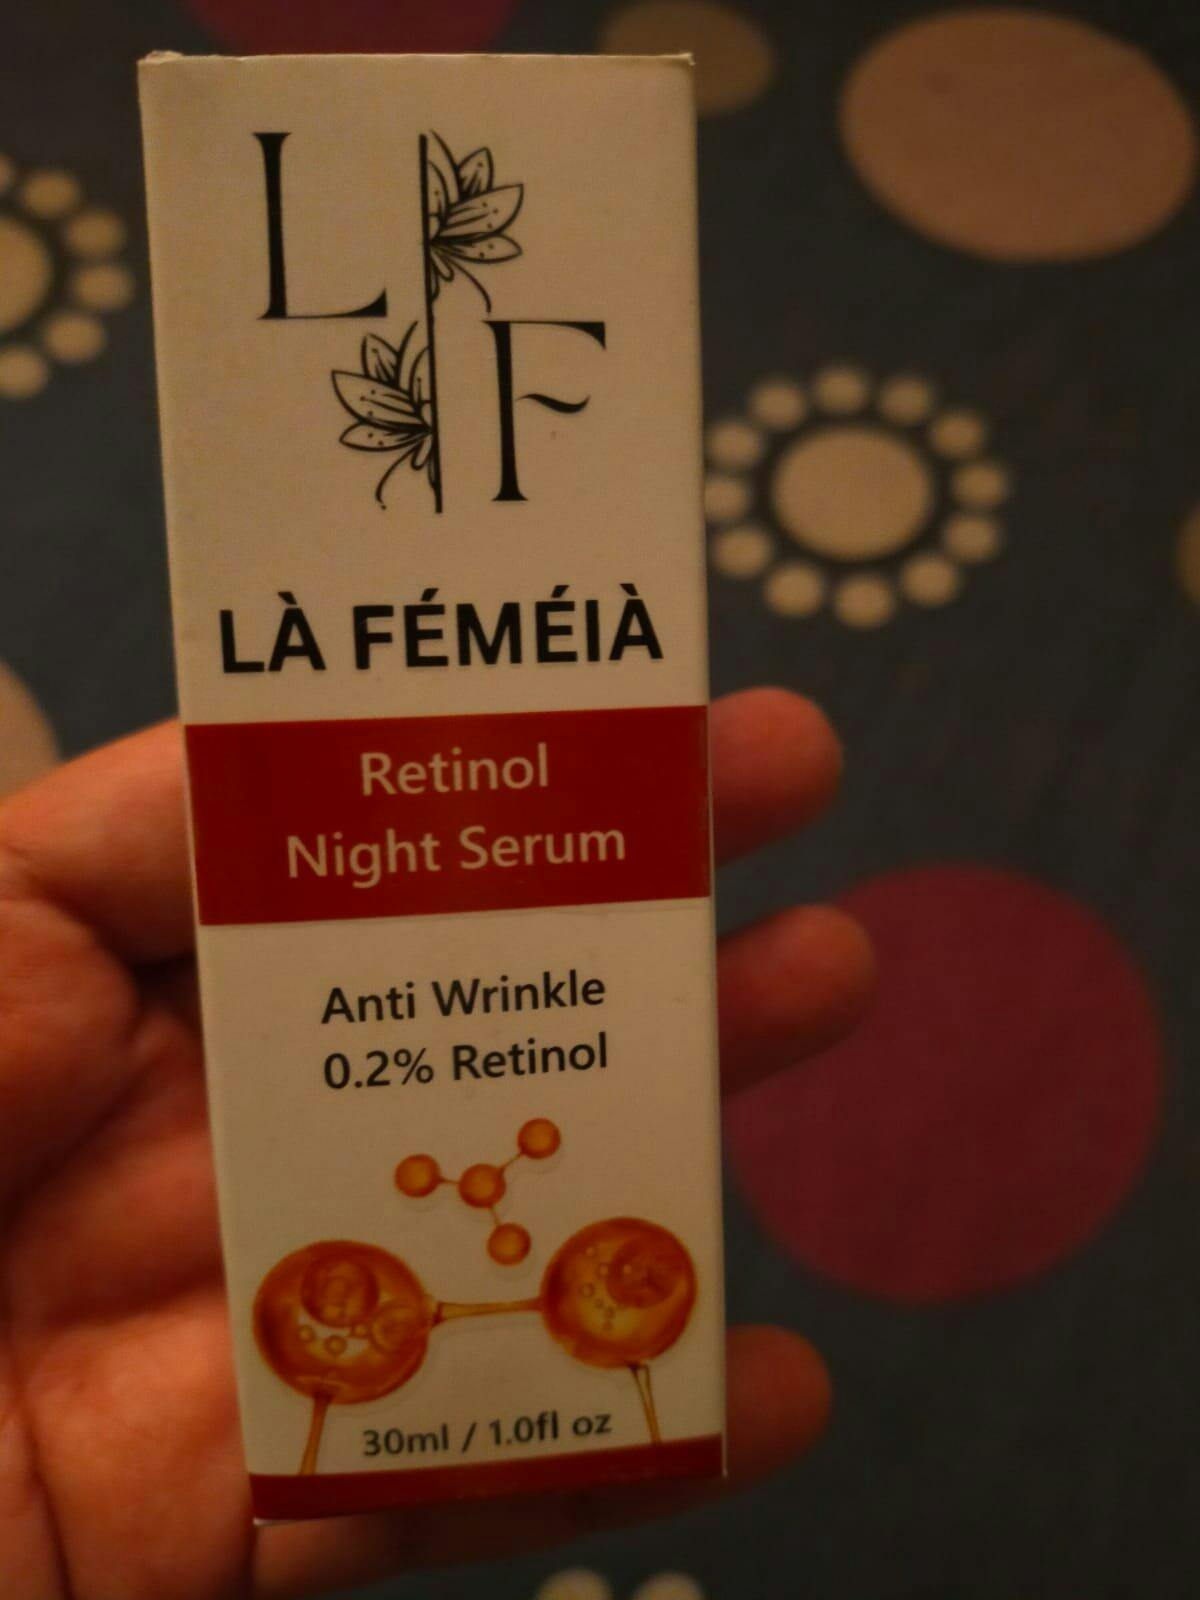 L F
LÀ FÉMÉIÀ
Retinol
Night Serum
Anti Wrinkle
0.2% Retinol
30ml / 1.0fl oz